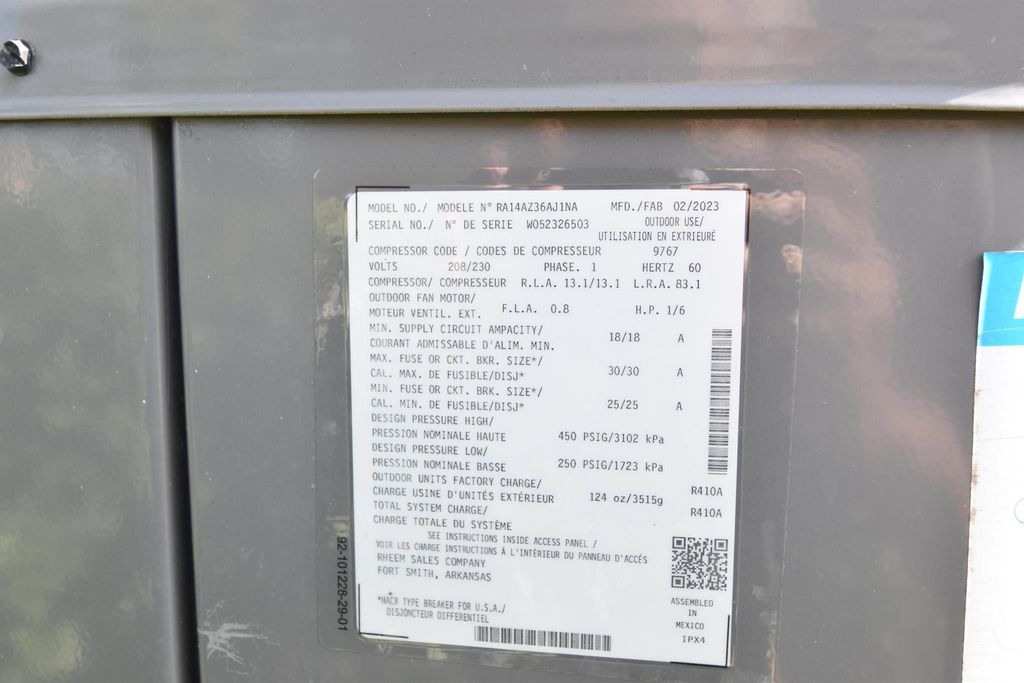 MODEL NO./ MODELE N° RA14AZ36AJ1NA MFD./FAB 02/2023
SERIAL NO./ N° DE SERIE W052326503 OUTDOOR USE/
UTILISATION EN EXTRIEURÉ
COMPRESSOR CODE / CODES DE COMPRESSEUR 9767
VOLTS 208/230 PHASE. 1 HERTZ 60
COMPRESSOR/ COMPRESSEUR R.L.A. 13.1/13.1 L.R.A. 83.1
OUTDOOR FAN MOTOR/
MOTEUR VENTIL. EXT. F.L.A. 0.8 H.P. 1/6
MIN. SUPPLY CIRCUIT AMPACITY/
COURANT ADMISSABLE D'ALIM. MIN. 18/18 A
MAX. FUSE OR CKT. BKR. SIZE*/
CAL. MAX. DE FUSIBLE/DISJ* 30/30 A
MIN. FUSE OR CKT. BRK. SIZE*/
CAL. MIN. DE FUSIBLE/DISJ* 25/25 A
DESIGN PRESSURE HIGH/
PRESSION NOMINALE HAUTE 450 PSIG/3102 kPa
DESIGN PRESSURE LOW/
PRESSION NOMINALE BASSE 250 PSIG/1723 kPa
OUTDOOR UNITS FACTORY CHARGE/
CHARGE USINE D'UNITÉS EXTÉRIEUR 124 oz/3515g R410A
TOTAL SYSTEM CHARGE/ R410A
CHARGE TOTALE DU SYSTÈME
SEE INSTRUCTIONS INSIDE ACCESS PANEL /
VOIR LES CHARGE INSTRUCTIONS À L'INTÉRIEUR DU PANNEAU D'ACCÉS
RHEEM SALES COMPANY
FORT SMITH, ARKANSAS
*HACR TYPE BREAKER FOR U.S.A./
DISJONCTEUR DIFFERENTIEL
ASSEMBLED
IN
MEXICO
IPX4
92-101228-29-01